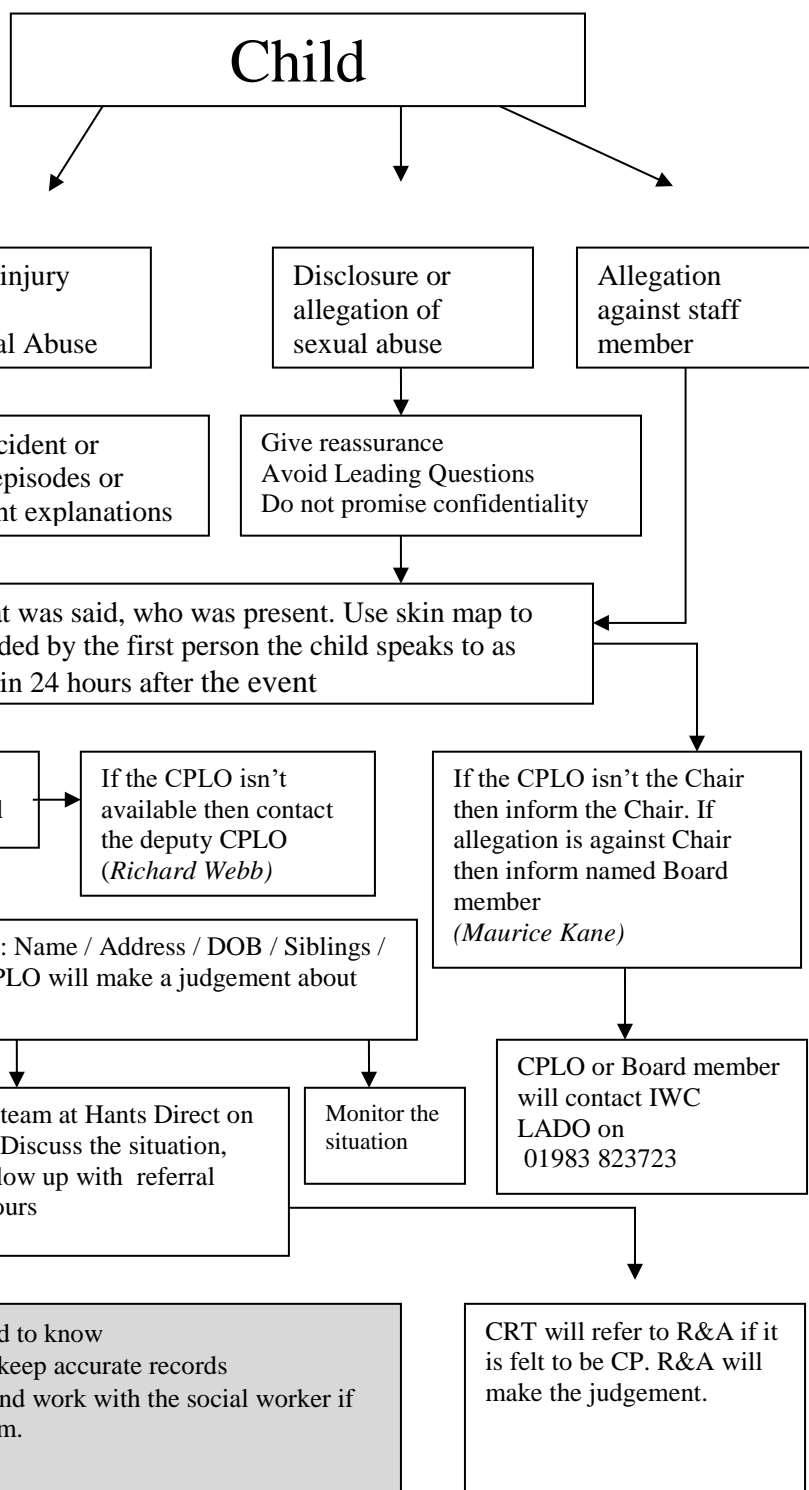 Child
injury
al Abuse
Disclosure or
allegation of
sexual abuse
Allegation
against staff
member
cident or
episodes or
nt explanations
Give reassurance
Avoid Leading Questions
Do not promise confidentiality
at was said, who was present. Use skin map to
ded by the first person the child speaks to as
in 24 hours after the event
If the CPLO isn’t
available then contact
the deputy CPLO
(Richard Webb)
If the CPLO isn’t the Chair
then inform the Chair. If
allegation is against Chair
then inform named Board
member
(Maurice Kane)
: Name / Address / DOB / Siblings /
PLO will make a judgement about
team at Hants Direct on
Discuss the situation,
low up with referral
ours
Monitor the
situation
CPLO or Board member
will contact IWC
LADO on
01983 823723
d to know
keep accurate records
nd work with the social worker if
m.
CRT will refer to R&A if it
is felt to be CP. R&A will
make the judgement.